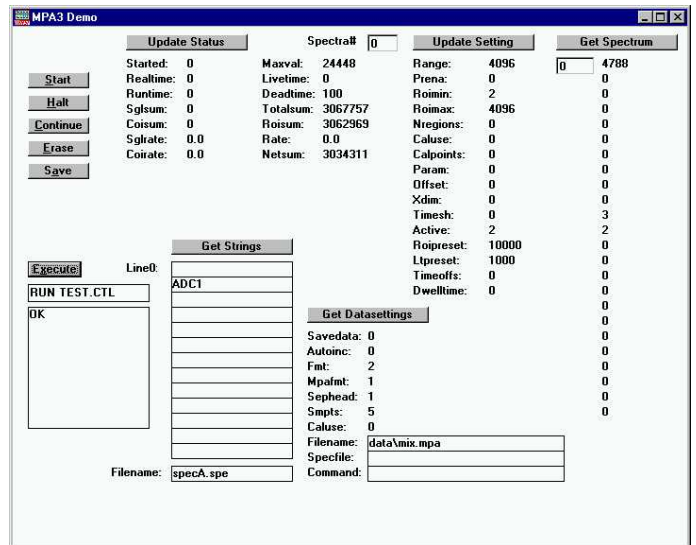 MPA3 Demo
Update Status
Spectra# 0
Update Setting
Get Spectrum
Start
Halt
Continue
Erase
Save
Started: 0
Realtime: 0
Runtime: 0
Sglsum: 0
Coisum: 0
Sglrate: 0.0
Coirate: 0.0
Maxval: 24448
Livetime: 0
Deadtime: 100
Totalsum: 3067757
Roisum: 3062969
Rate: 0.0
Netsum: 3034311
Range: 4096
Prena: 0
Roimin: 2
Roimax: 4096
Nregions: 0
Caluse: 0
Calpoints: 0
Param: 0
Offset: 0
Xdim: 0
Timesh: 0
Active: 2
Roipreset: 10000
Ltpreset: 1000
Timeoffs: 0
Dwelltime: 0
0 4788
0
0
0
0
0
0
0
0
0
3
2
0
0
0
0
0
0
0
0
0
0
0
0
Get Strings
Execute
Line0:
RUN TEST.CTL
ADC1
OK
Filename: specA.spe
Get Datasettings
Savedata: 0
Autoinc: 0
Fmt: 2
Mpafmt: 1
Sephead: 1
Smpts: 5
Caluse: 0
Filename: data\mix.mpa
Specfile:
Command: